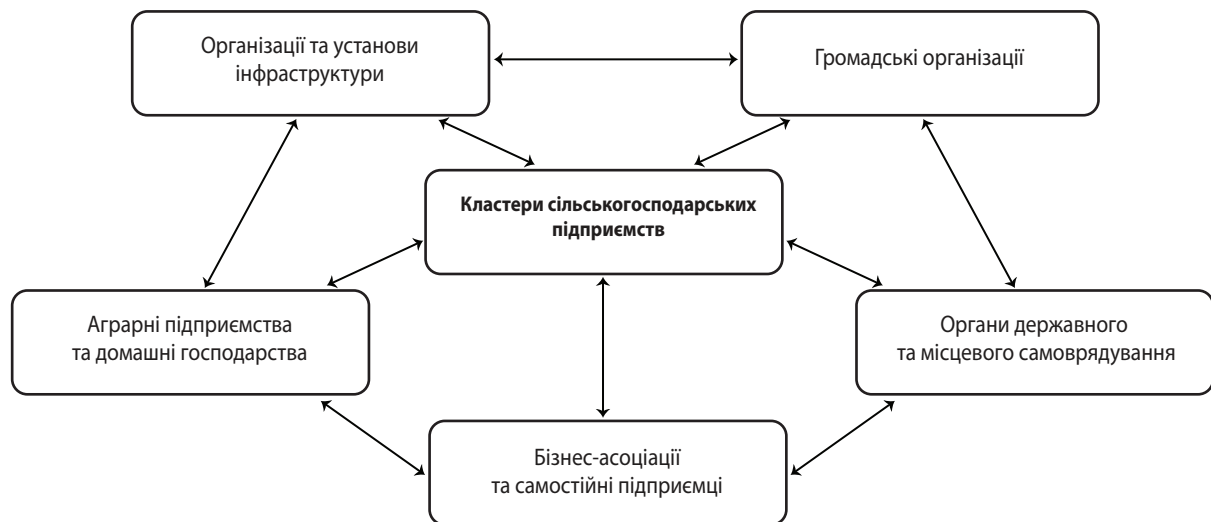 Організації та установи
інфраструктури
Громадські організації
Кластери сільськогосподарських
підприємств
Аграрні підприємства
та домашні господарства
Органи державного
та місцевого самоврядування
Бізнес-асоціації
та самостійні підприємці